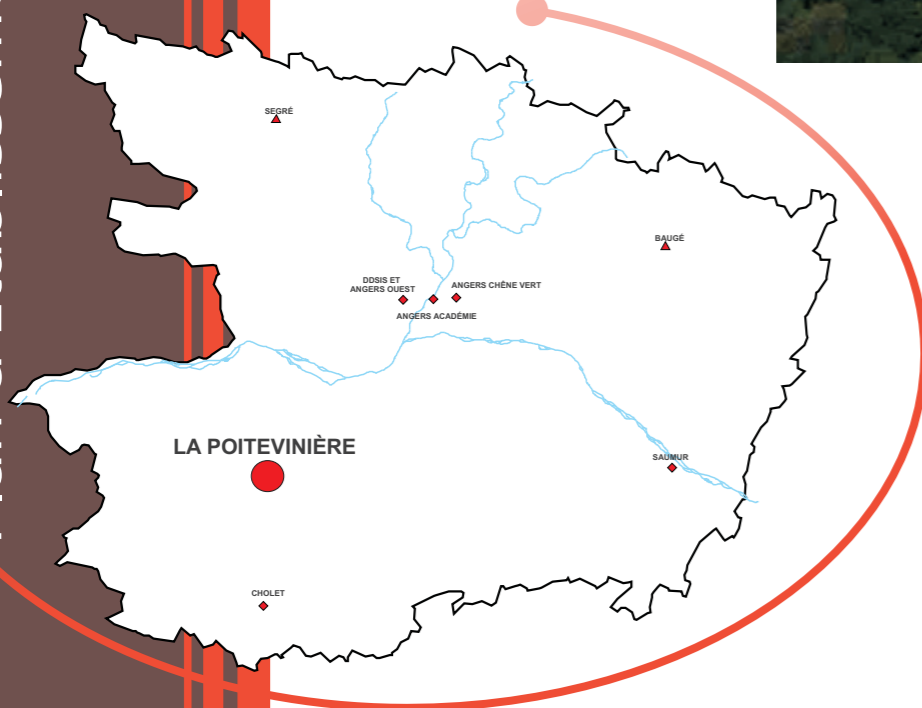 SEGRÉ
BAUGÉ
DDSIS ET
ANGERS OUEST
ANGERS CHÊNE VERT
ANGERS ACADÉMIE
LA POITEVINIÈRE
SAUMUR
CHOLET